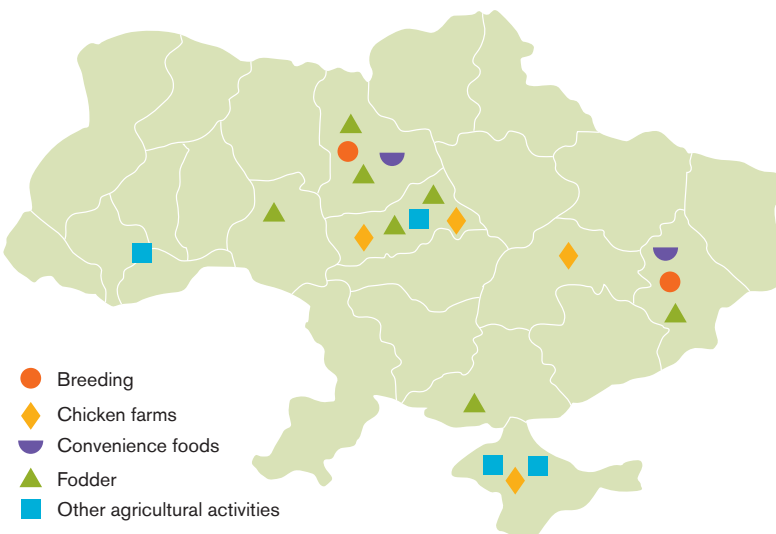 Breeding
Chicken farms
Convenience foods
Fodder
Other agricultural activities